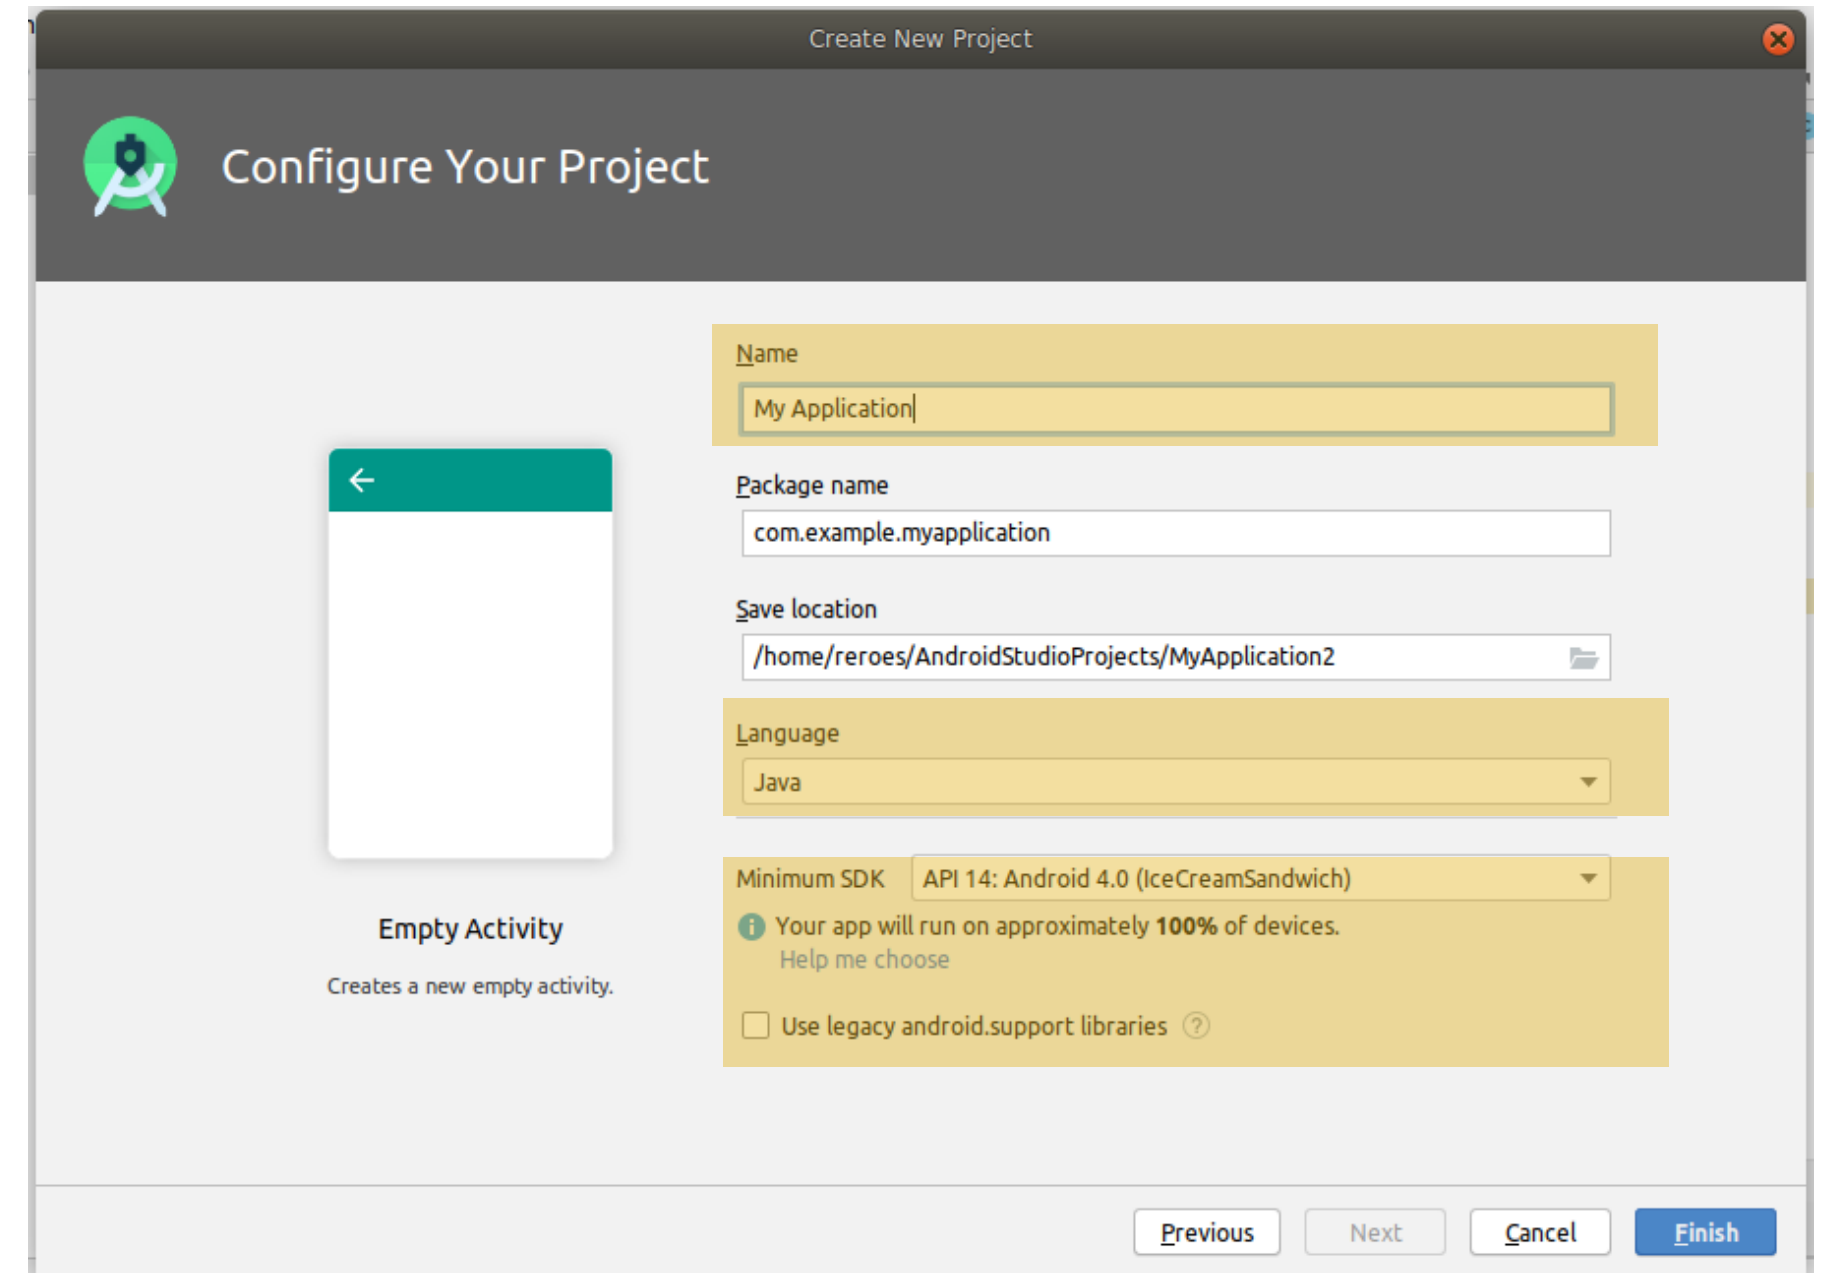 Create New Project
Configure Your Project
Name
My Application
Package name
com.example.myapplication
Save location
/home/reroes/AndroidStudioProjects/MyApplication2
Language
Java
Minimum SDK API 14: Android 4.0 (IceCreamSandwich)
Your app will run on approximately 100% of devices.
Help me choose
Use legacy android.support libraries ?
Empty Activity
Creates a new empty activity.
Previous Next Cancel Finish